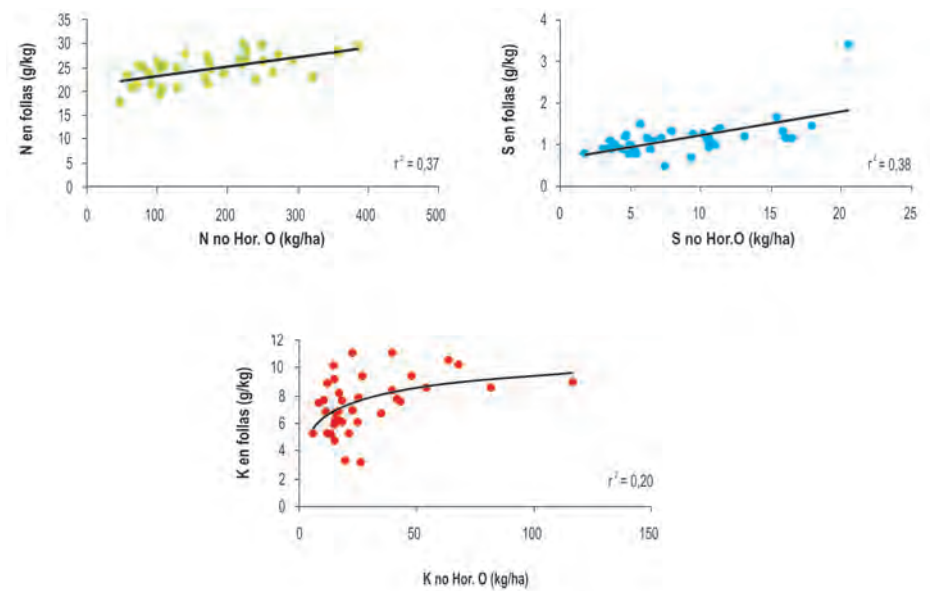 N en follas (g/kg)
35
30
25
20
15
10
5
0
r² = 0,37
0 100 200 300 400 500
N no Hor. O (kg/ha)
S en follas (g/kg)
4
3
2
1
0
r² = 0,38
0 5 10 15 20 25
S no Hor.O (kg/ha)
K en follas (g/kg)
12
10
8
6
4
2
0
r² = 0,20
0 50 100 150
K no Hor. O (kg/ha)